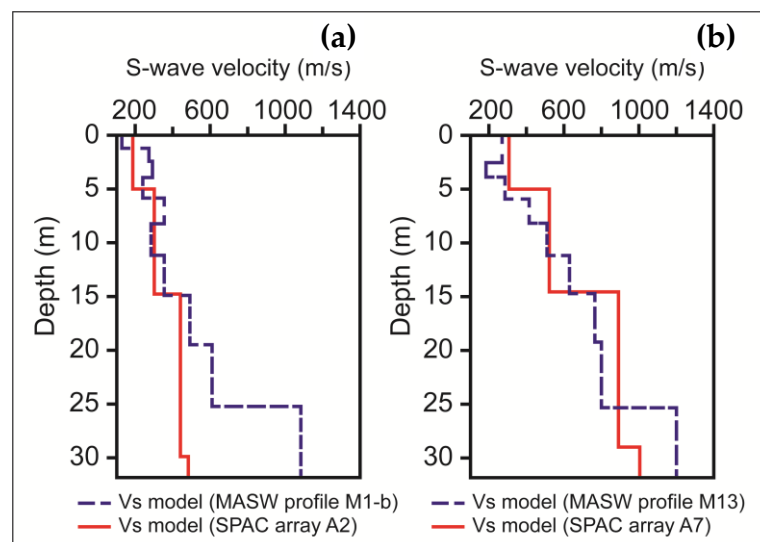 (a)
S-wave velocity (m/s)
200 600 1000 1400
0
5
10
15
20
25
30
Depth (m)
Vs model (MASW profile M1-b)
Vs model (SPAC array A2)
(b)
S-wave velocity (m/s)
200 600 1000 1400
0
5
10
15
20
25
30
Depth (m)
Vs model (MASW profile M13)
Vs model (SPAC array A7)